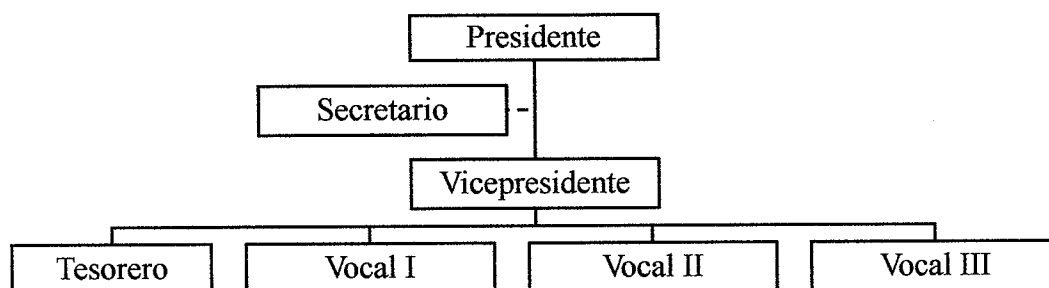 Presidente
Secretario
Vicepresidente
Tesorero
Vocal I
Vocal II
Vocal III